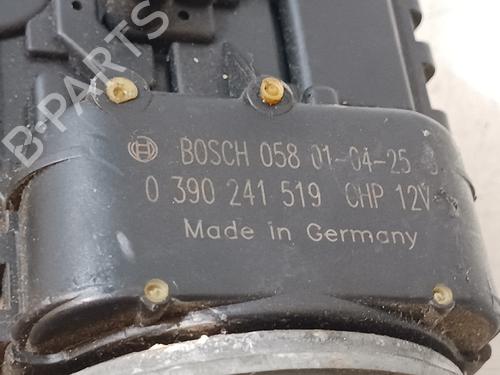 BOSCH 058 01-04-25
0 390 241 519 CHP 12V
Made in Germany
B-PARTS